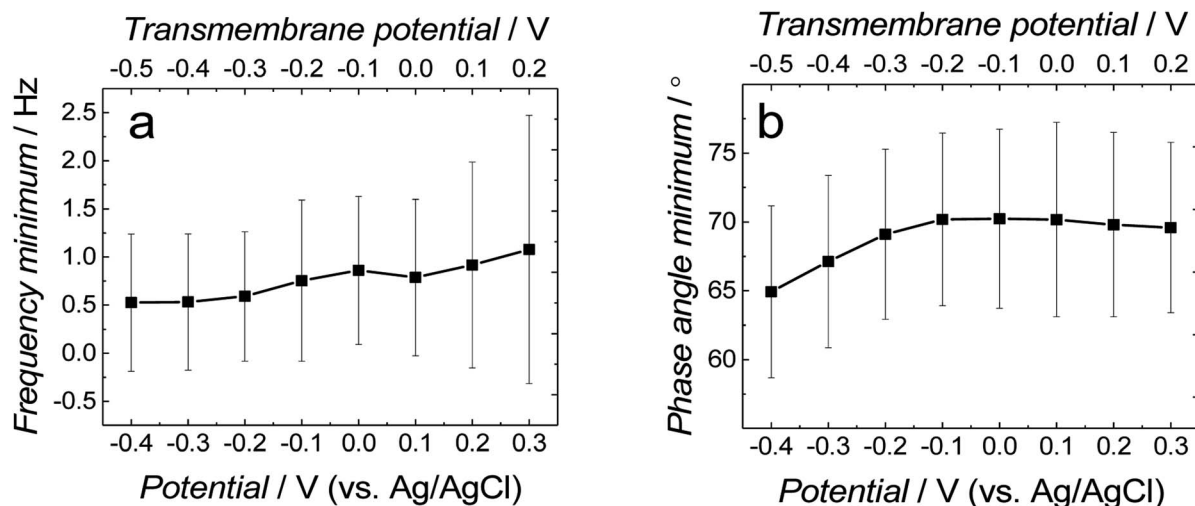 Transmembrane potential / V
-0.5 -0.4 -0.3 -0.2 -0.1 0.0 0.1 0.2
a
Frequency minimum / Hz
2.5
2.0
1.5
1.0
0.5
0.0
-0.5
-0.4 -0.3 -0.2 -0.1 0.0 0.1 0.2 0.3
Potential / V (vs. Ag/AgCl)
Transmembrane potential / V
-0.5 -0.4 -0.3 -0.2 -0.1 0.0 0.1 0.2
b
Phase angle minimum / °
75
70
65
60
-0.4 -0.3 -0.2 -0.1 0.0 0.1 0.2 0.3
Potential / V (vs. Ag/AgCl)